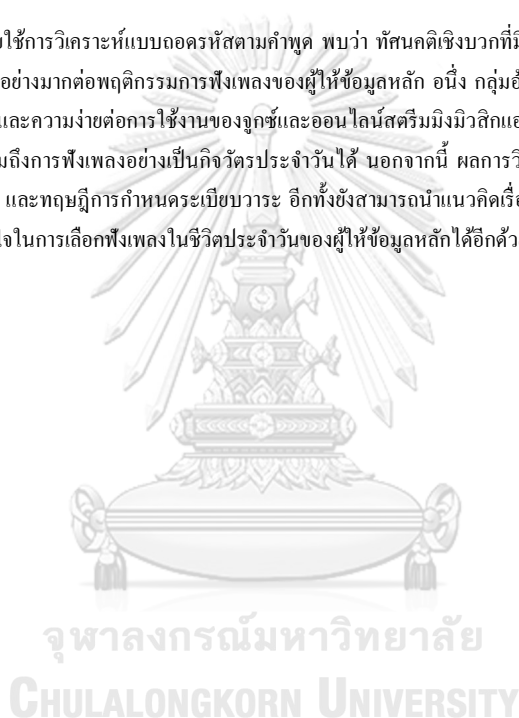 ยใช้การวิเคราะห์แบบถอดรหัสตามคำพูด พบว่า ทัศนคติเชิงบวกที่มี
อย่างมากต่อพฤติกรรมการฟังเพลงของผู้ให้ข้อมูลหลัก อนึ่ง กลุ่มอ้
และความง่ายต่อการใช้งานของจูกซ์และออนไลน์สตรีมมิงมิวสิกแอ
มถึงการฟังเพลงอย่างเป็นกิจวัตรประจำวันได้ นอกจากนี้ ผลการวิ
และทฤษฎีการกำหนดระเบียบวาระ อีกทั้งยังสามารถนำแนวคิดเรื่อ
ใจในการเลือกฟังเพลงในชีวิตประจำวันของผู้ให้ข้อมูลหลักได้อีกด้ว
จุฬาลงกรณ์มหาวิทยาลัย
CHULALONGKORN UNIVERSITY